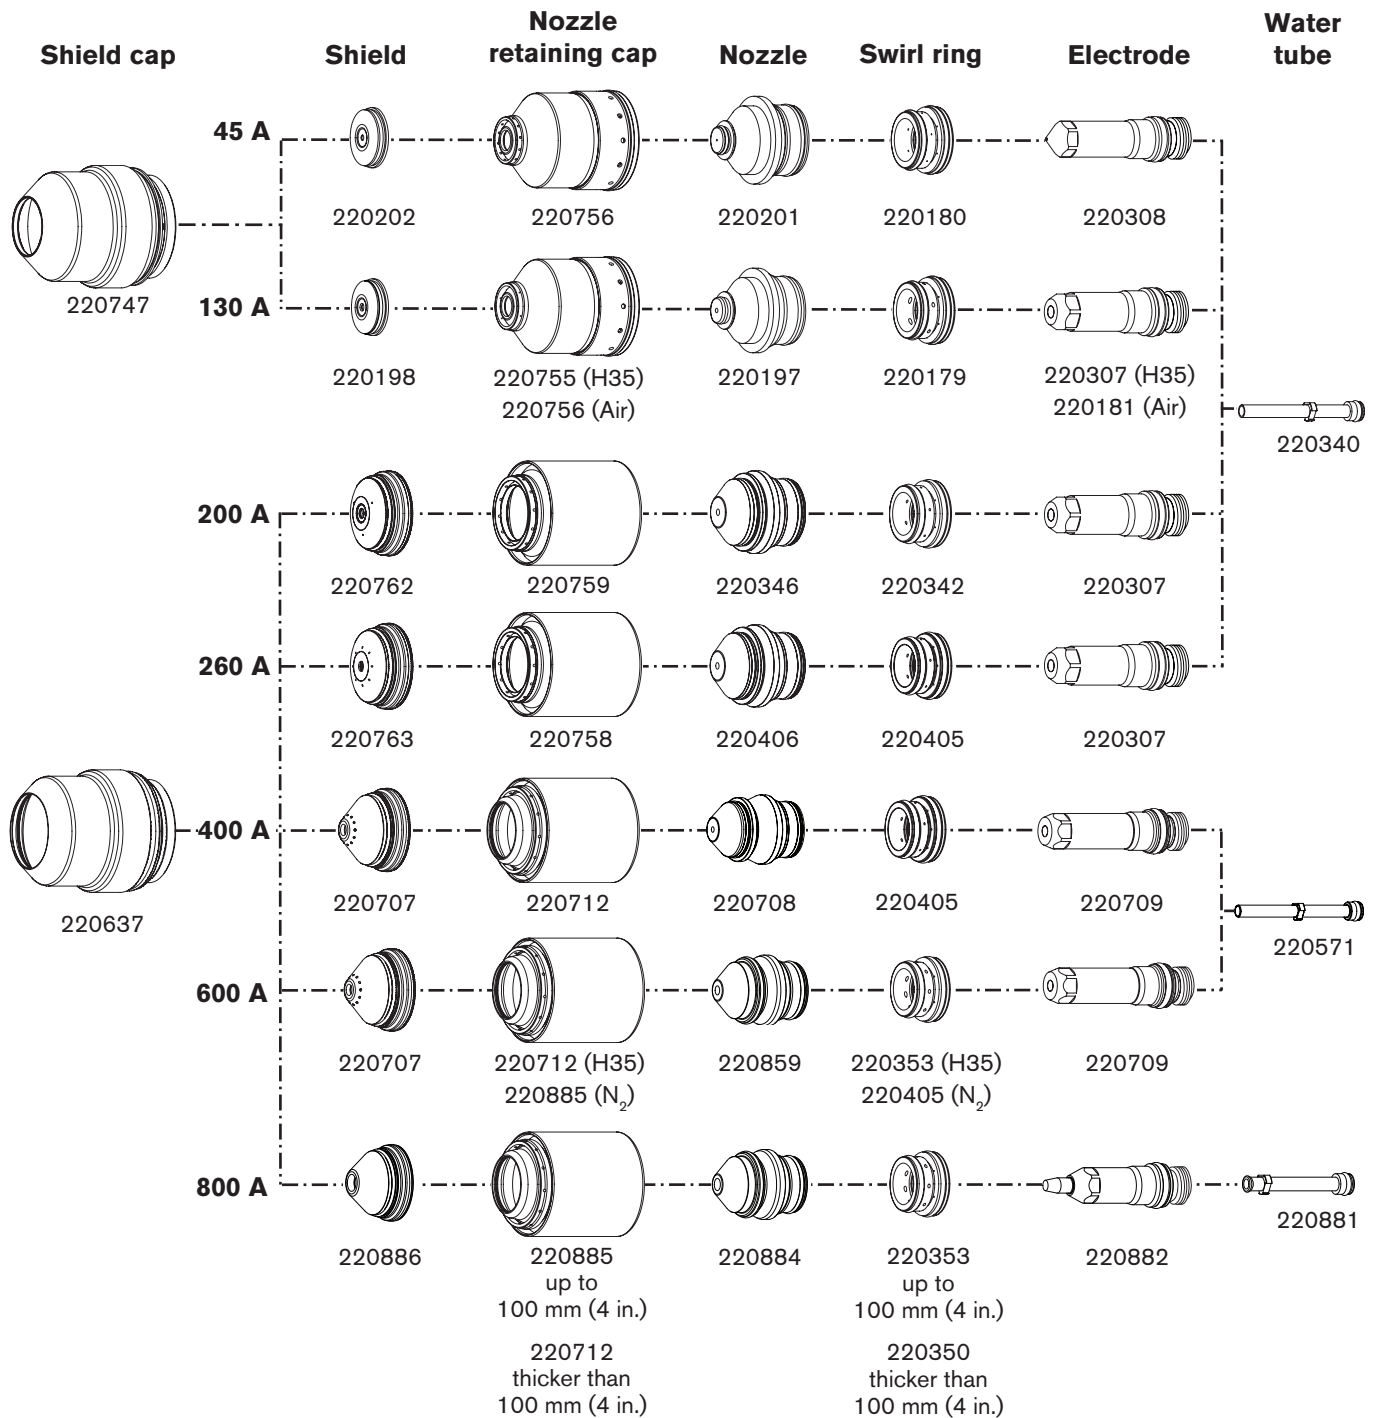 Shield cap
Shield
Nozzle
retaining cap
Nozzle
Swirl ring
Electrode
Water
tube
45 A
220202
220756
220201
220180
220308
220747
130 A
220198
220755 (H35)
220756 (Air)
220197
220179
220307 (H35)
220181 (Air)
220340
200 A
220762
220759
220346
220342
220307
260 A
220763
220758
220406
220405
220307
220637
400 A
220707
220712
220708
220405
220709
220571
600 A
220707
220712 (H35)
220885 (N2)
220859
220353 (H35)
220405 (N2)
220709
800 A
220886
220885
up to
100 mm (4 in.)
220712
thicker than
100 mm (4 in.)
220884
220353
up to
100 mm (4 in.)
220350
thicker than
100 mm (4 in.)
220882
220881